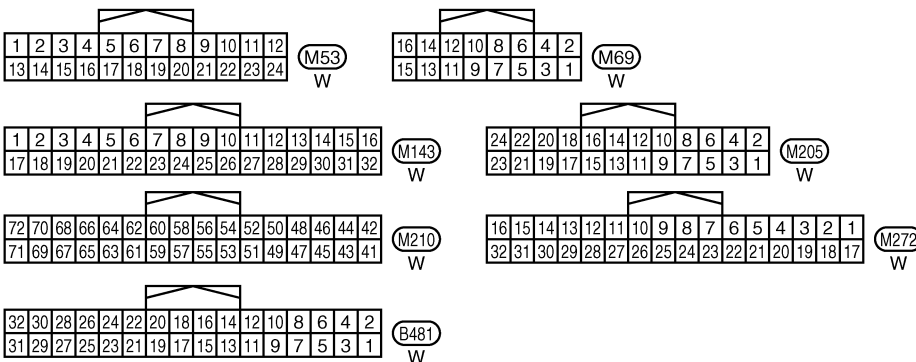 1 2 3 4 5 6 7 8 9 10 11 12
13 14 15 16 17 18 19 20 21 22 23 24
M53
W
16 14 12 10 8 6 4 2
15 13 11 9 7 5 3 1
M69
W
1 2 3 4 5 6 7 8 9 10 11 12 13 14 15 16
17 18 19 20 21 22 23 24 25 26 27 28 29 30 31 32
M143
W
24 22 20 18 16 14 12 10 8 6 4 2
23 21 19 17 15 13 11 9 7 5 3 1
M205
W
72 70 68 66 64 62 60 58 56 54 52 50 48 46 44 42
71 69 67 65 63 61 59 57 55 53 51 49 47 45 43 41
M210
W
16 15 14 13 12 11 10 9 8 7 6 5 4 3 2 1
32 31 30 29 28 27 26 25 24 23 22 21 20 19 18 17
M272
W
32 30 28 26 24 22 20 18 16 14 12 10 8 6 4 2
31 29 27 25 23 21 19 17 15 13 11 9 7 5 3 1
B481
W